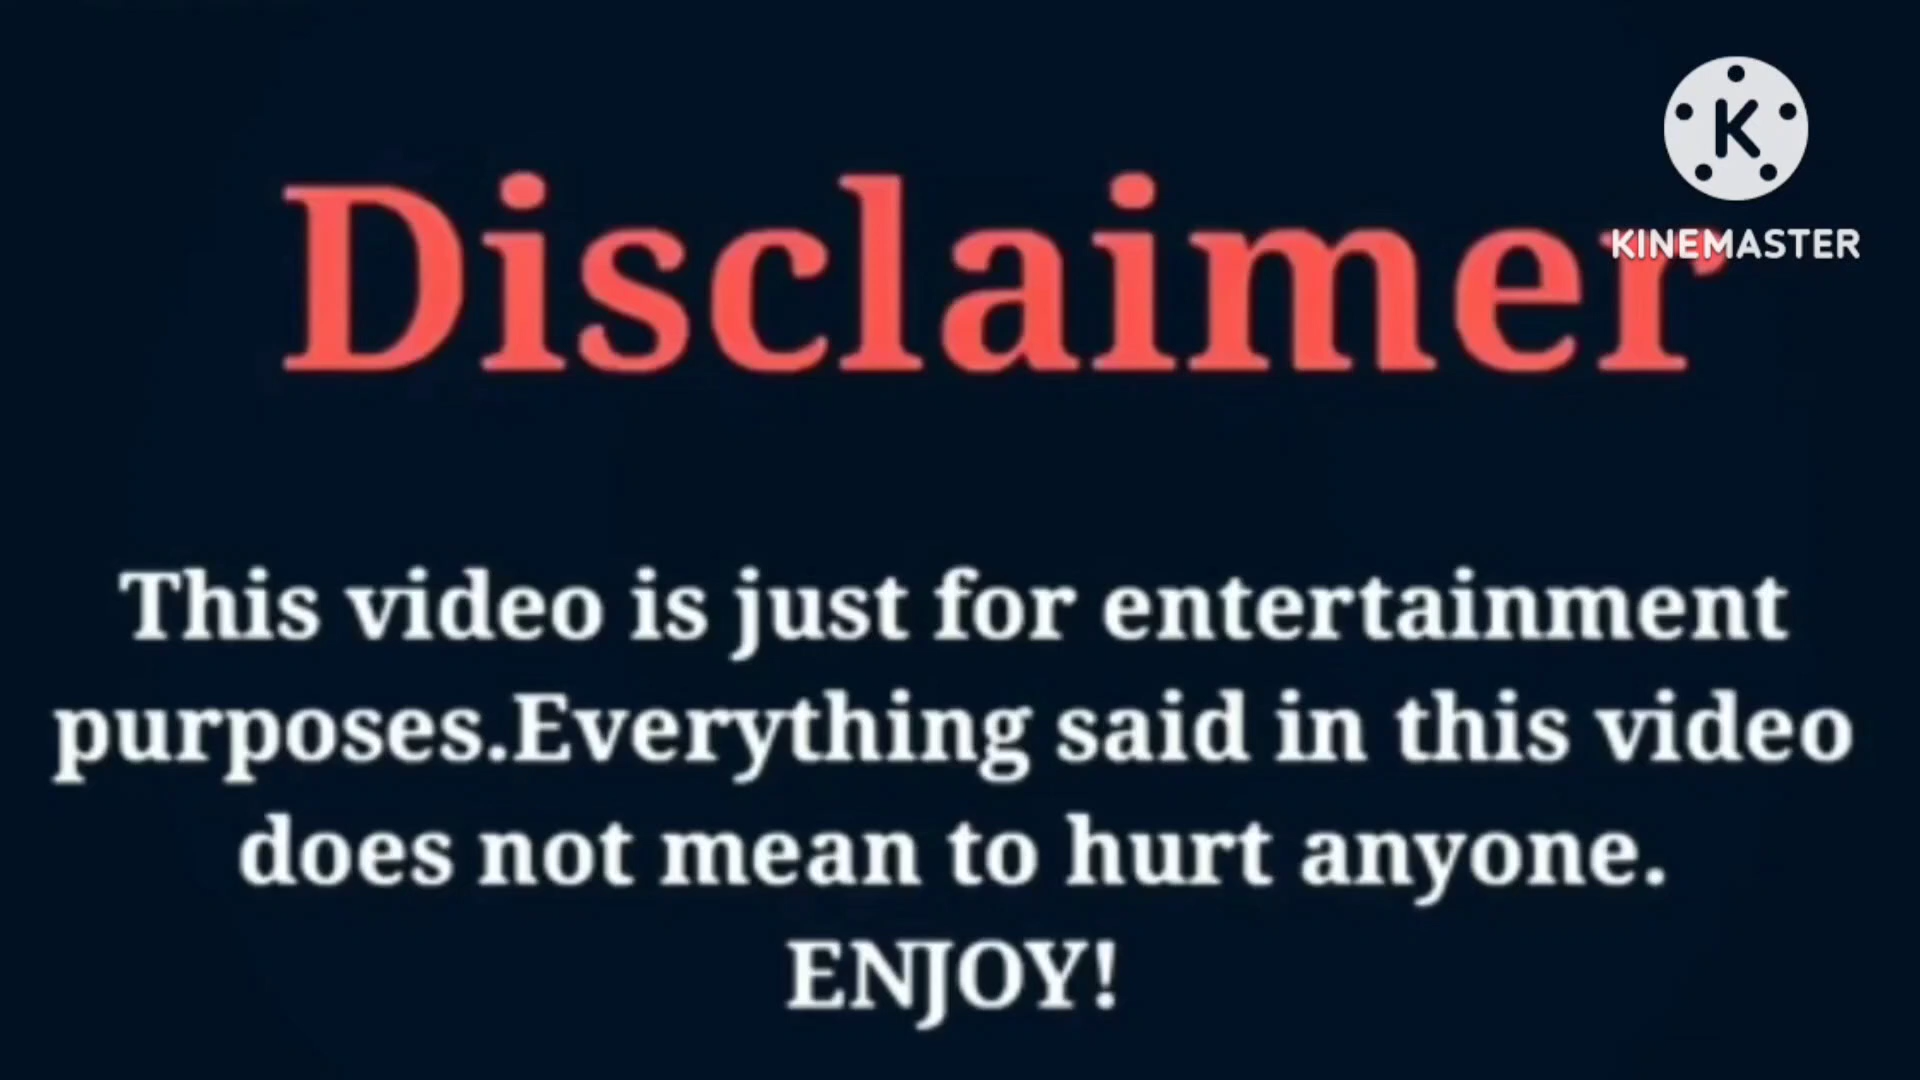 K
KINEMASTER
Disclaimer
This video is just for entertainment
purposes.Everything said in this video
does not mean to hurt anyone.
ENJOY!